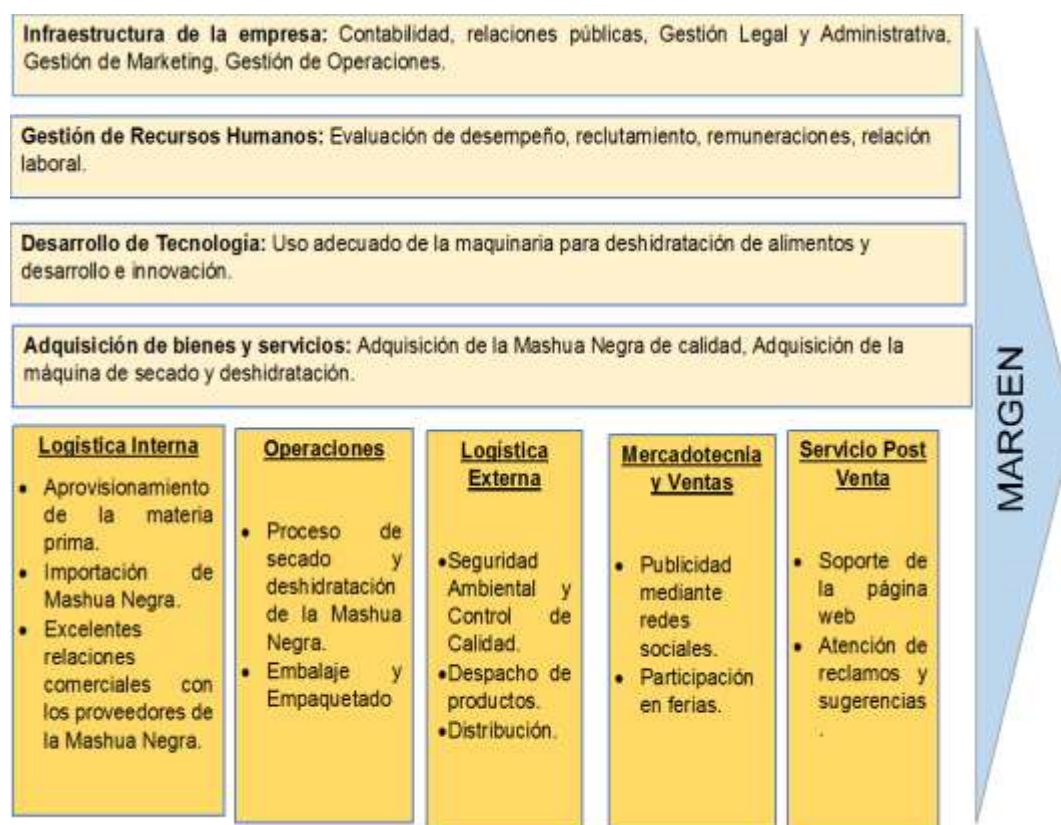 Infraestructura de la empresa: Contabilidad, relaciones públicas, Gestión Legal y Administrativa,
Gestión de Marketing, Gestión de Operaciones.
Gestión de Recursos Humanos: Evaluación de desempeño, reclutamiento, remuneraciones, relación
laboral.
Desarrollo de Tecnología: Uso adecuado de la maquinaria para deshidratación de alimentos y
desarrollo e innovación.
Adquisición de bienes y servicios: Adquisición de la Mashua Negra de calidad, Adquisición de la
máquina de secado y deshidratación.
Logística Interna
• Aprovisionamiento
de la materia
prima.
• Importación de
Mashua Negra.
• Excelentes
relaciones
comerciales con
los proveedores de
la Mashua Negra.
Operaciones
• Proceso de
secado y
deshidratación
de la Mashua
Negra.
• Embalaje y
Empaquetado
Logística
Externa
•Seguridad
Ambiental y
Control de
Calidad.
•Despacho de
productos.
•Distribución.
Mercadotecnia
y Ventas
• Publicidad
mediante
redes
sociales.
• Participación
en ferias.
Servicio Post
Venta
• Soporte de
la página
web
• Atención de
reclamos y
sugerencias
.
MARGEN